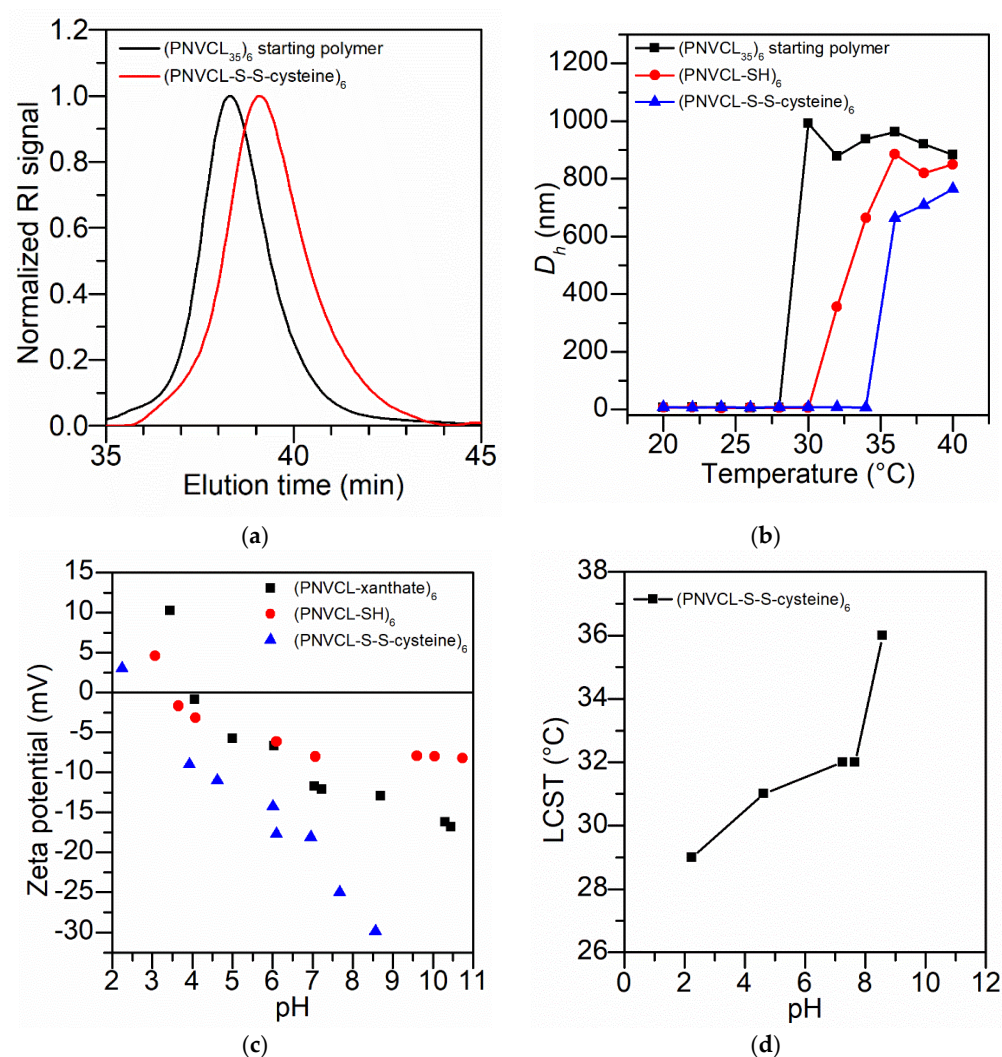 Normalized RI signal
1.2
1.0
0.8
0.6
0.4
0.2
0.0
(PNVCL35)6 starting polymer
(PNVCL-S-S-cysteine)6
35 40 45
Elution time (min)
(a)
Dh (nm)
1200
1000
800
600
400
200
0
(PNVCL35)6 starting polymer
(PNVCL-SH)6
(PNVCL-S-S-cysteine)6
20 25 30 35 40
Temperature (°C)
(b)
Zeta potential (mV)
15
10
5
0
-5
-10
-15
-20
-25
-30
(PNVCL-xanthate)6
(PNVCL-SH)6
(PNVCL-S-S-cysteine)6
2 3 4 5 6 7 8 9 10 11
pH
(c)
LCST (°C)
38
36
34
32
30
28
26
(PNVCL-S-S-cysteine)6
0 2 4 6 8 10 12
pH
(d)